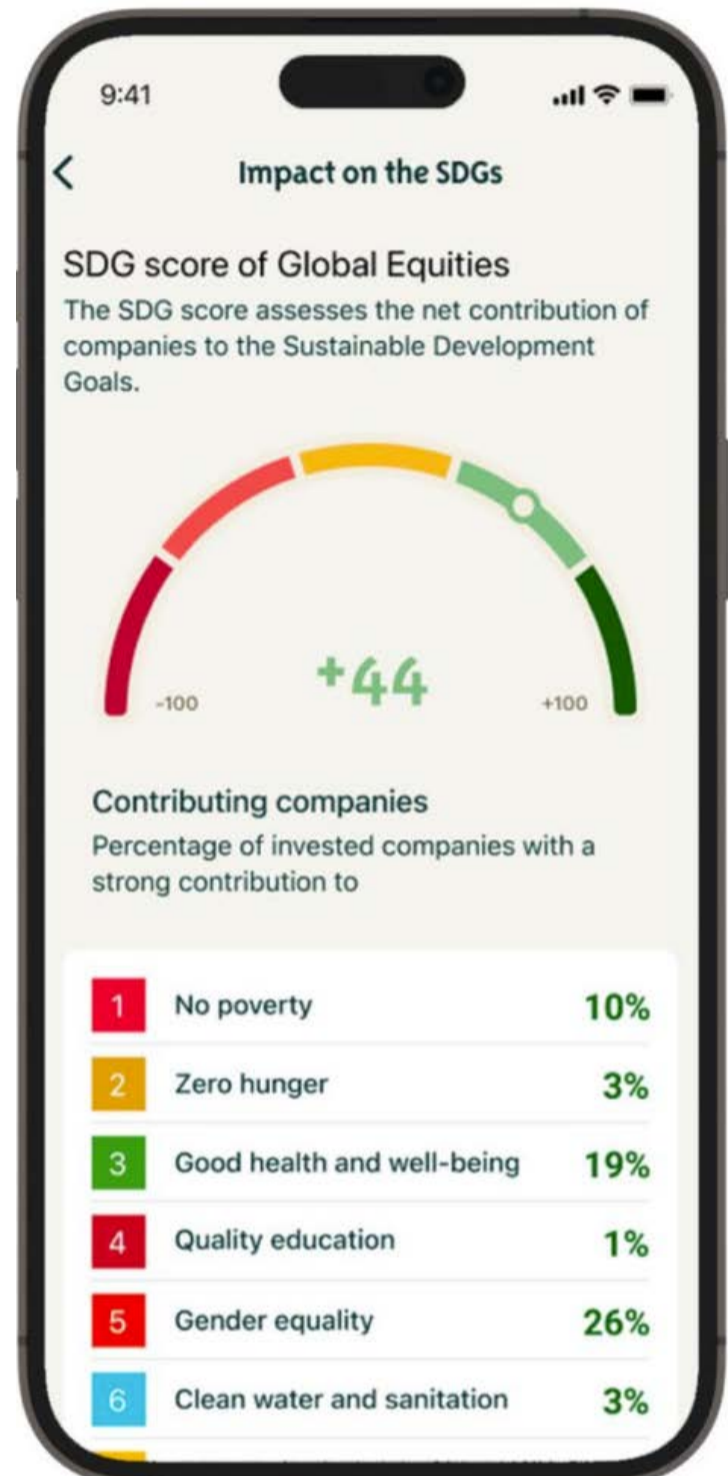 9:41
Impact on the SDGs
SDG score of Global Equities
The SDG score assesses the net contribution of
companies to the Sustainable Development
Goals.
+44
-100
+100
Contributing companies
Percentage of invested companies with a
strong contribution to
1 No poverty 10%
2 Zero hunger 3%
3 Good health and well-being 19%
4 Quality education 1%
5 Gender equality 26%
6 Clean water and sanitation 3%